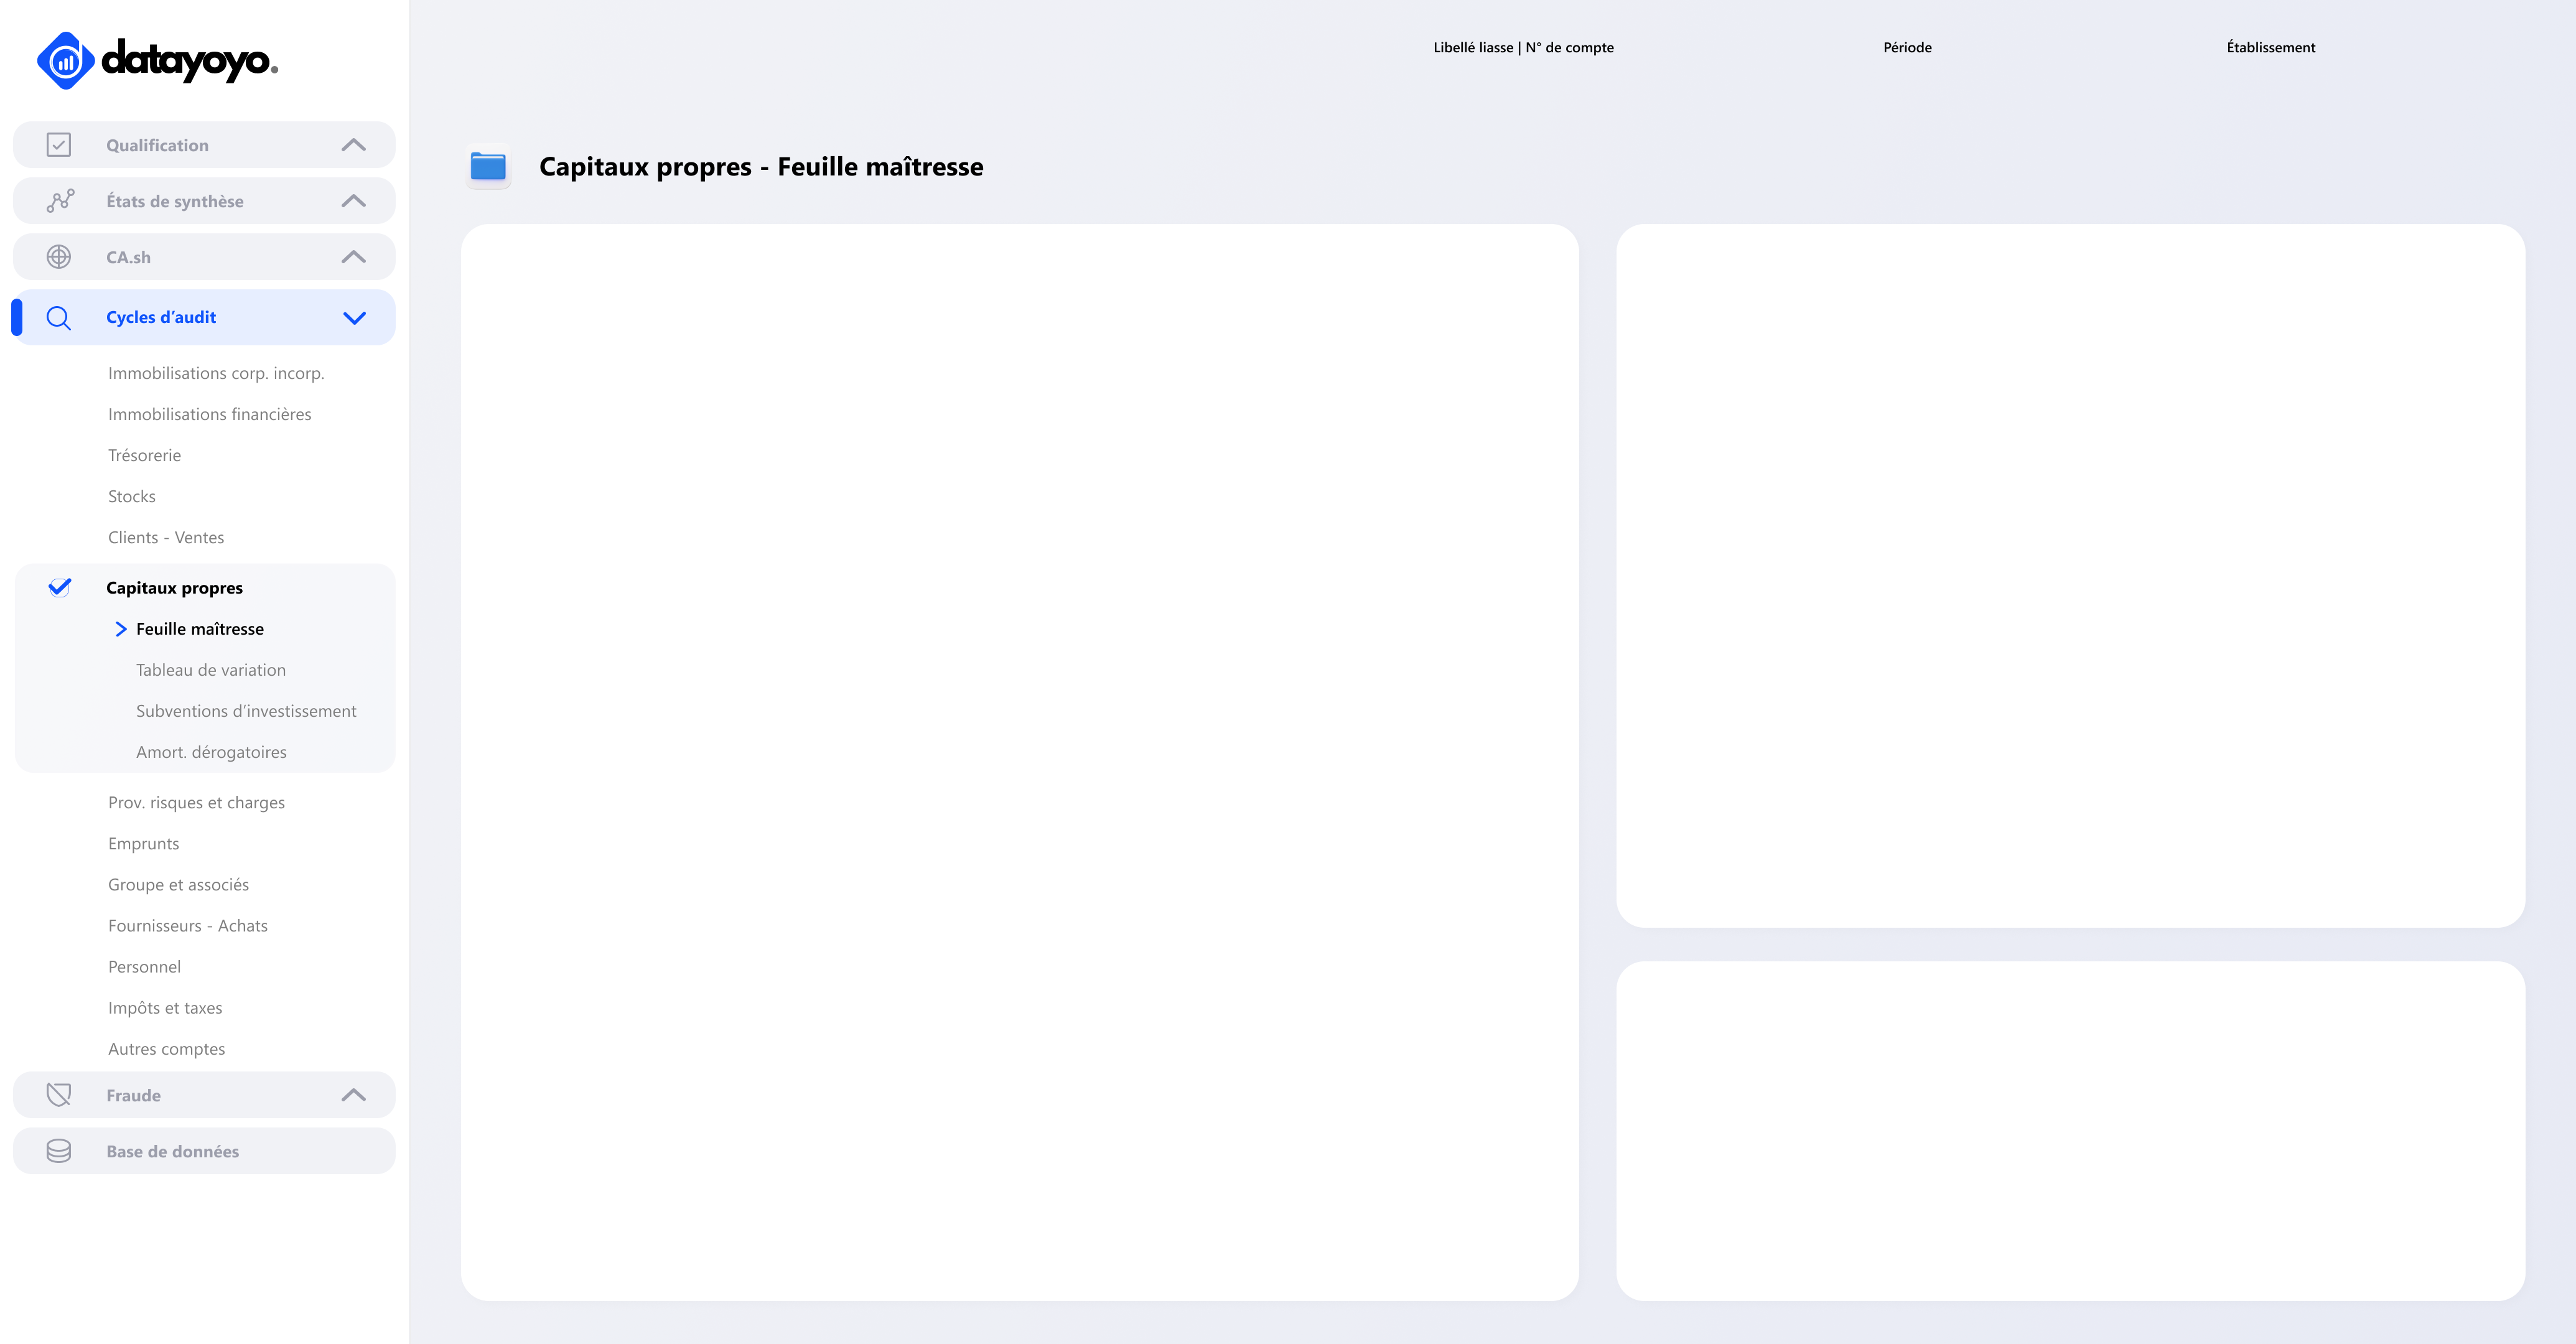 datayoyo.
Libellé liasse | N° de compte
Période
Établissement
Qualification
États de synthèse
CA.sh
Cycles d’audit
Immobilisations corp. incorp.
Immobilisations financières
Trésorerie
Stocks
Clients - Ventes
Capitaux propres
Feuille maîtresse
Tableau de variation
Subventions d’investissement
Amort. dérogatoires
Prov. risques et charges
Emprunts
Groupe et associés
Fournisseurs - Achats
Personnel
Impôts et taxes
Autres comptes
Fraude
Base de données
Capitaux propres - Feuille maîtresse